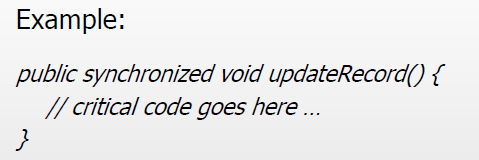 Example:
public synchronized void updateRecord() {
// critical code goes here ...
}